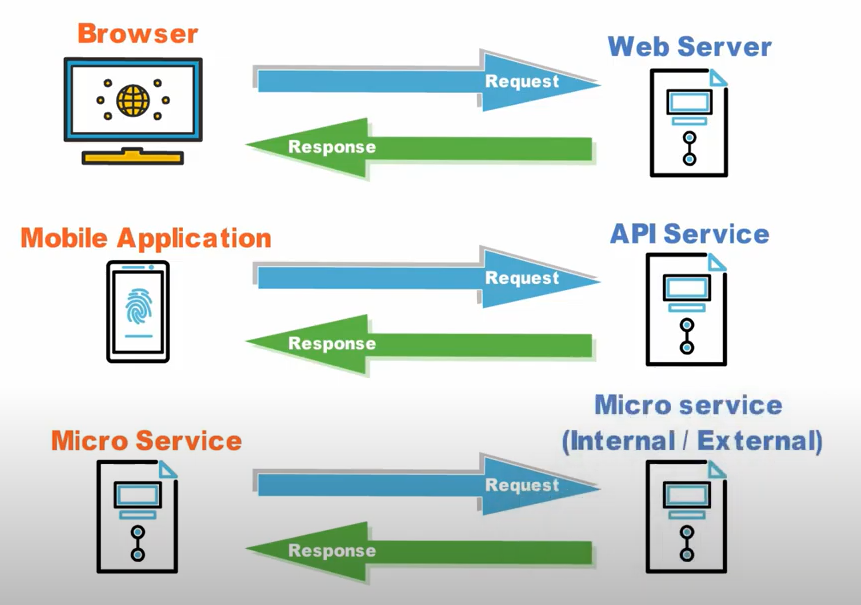 Browser
Web Server
Request
Response
Mobile Application
API Service
Request
Response
Micro Service
Micro service
(Internal / External)
Request
Response